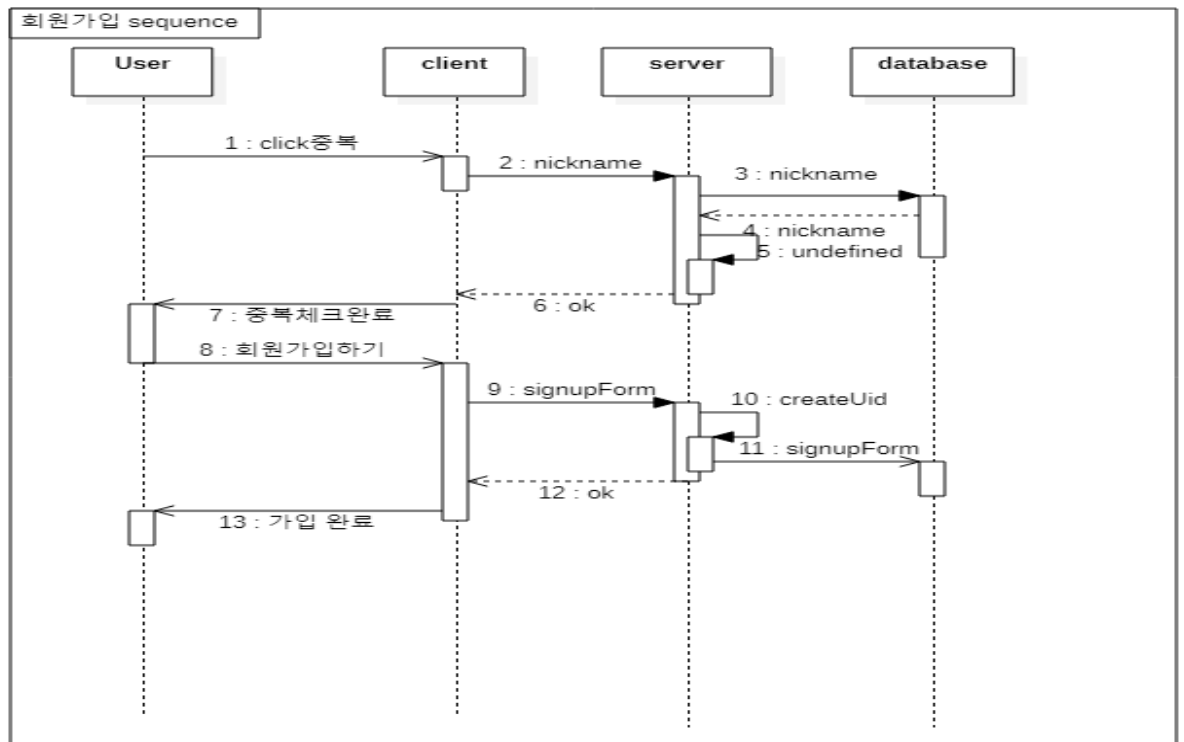 회원가입 sequence
User
client
server
database
1 : click중복
2 : nickname
3 : nickname
4 : nickname
5 : undefined
6 : ok
7 : 중복체크완료
8 : 회원가입하기
9 : signupForm
10 : createUid
11 : signupForm
12 : ok
13 : 가입 완료